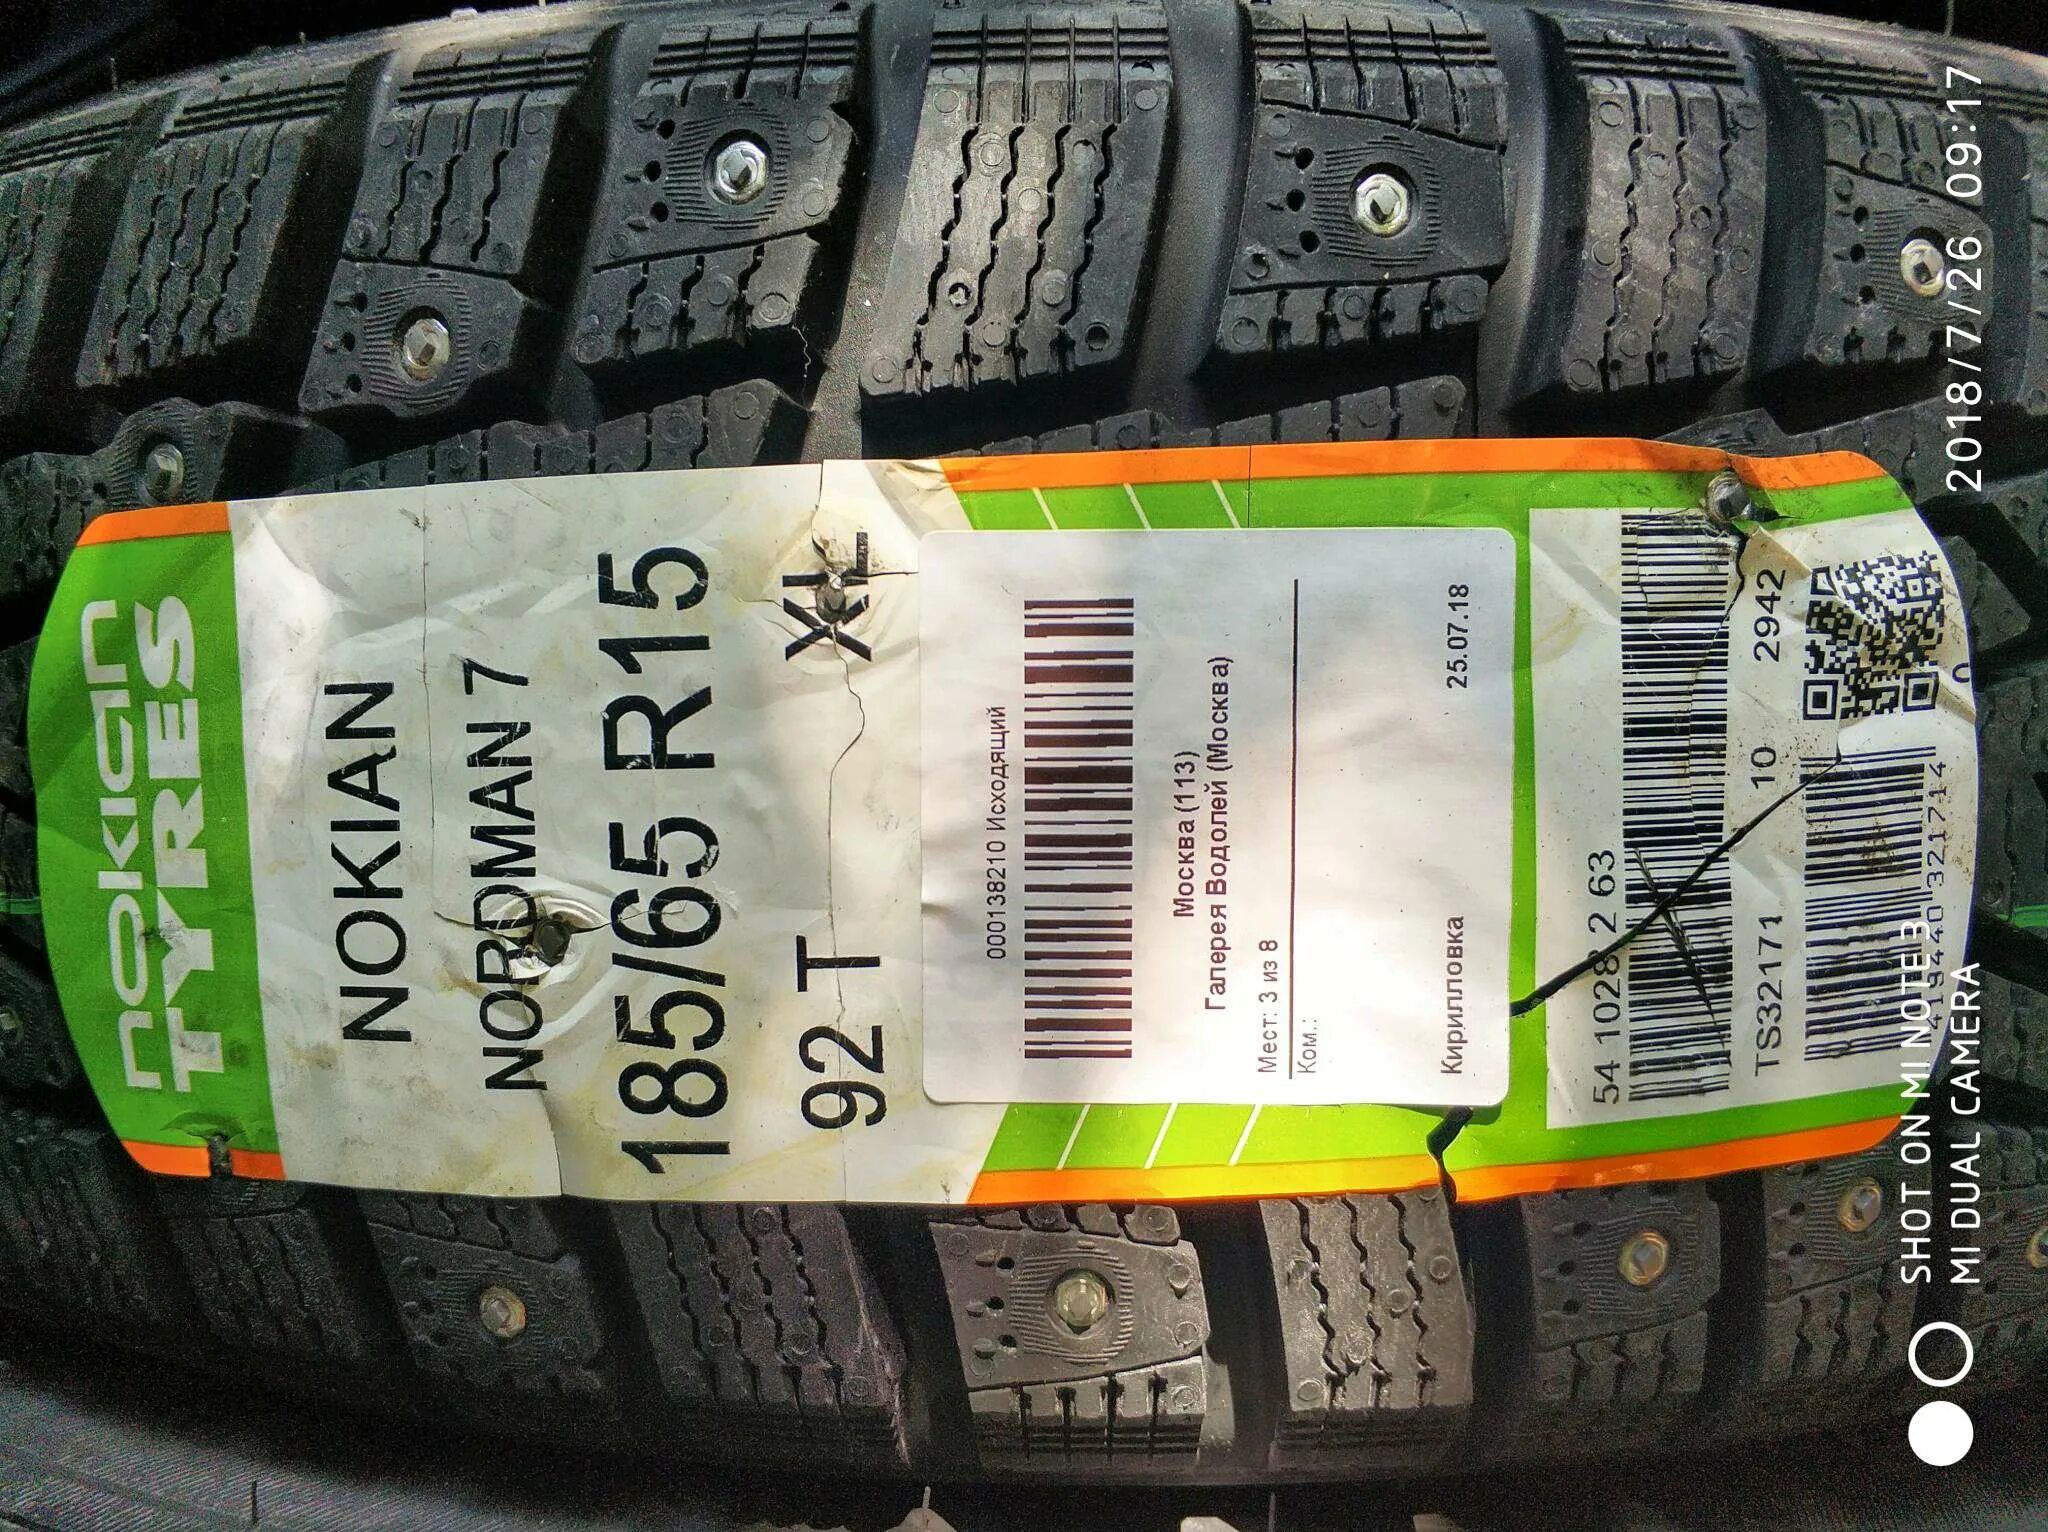 nokian
TYRES
NOKIAN
NORDMAN 7
185/65 R15
92 T XL
000138210 Исходящий
Москва (113)
Галерея Водолей (Москва)
Мест: 3 из 8
Ком.:
Кирилловка 25.07.18
54 1028 2 63
TS32171 10 2942
419440 321714
SHOT ON MI NOTE 3
MI DUAL CAMERA
2018/7/26 09:17